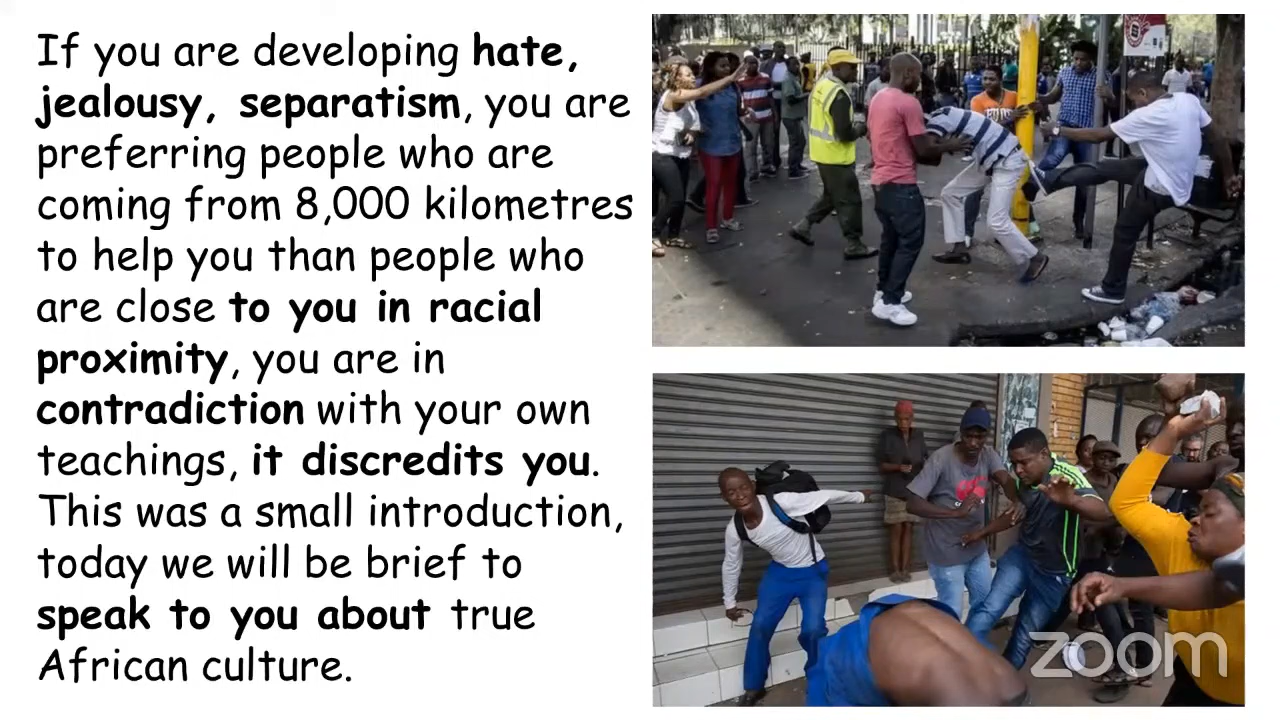 If you are developing hate,
jealousy, separatism, you are
preferring people who are
coming from 8,000 kilometres
to help you than people who
are close to you in racial
proximity, you are in
contradiction with your own
teachings, it discredits you.
This was a small introduction,
today we will be brief to
speak to you about true
African culture.
zoom